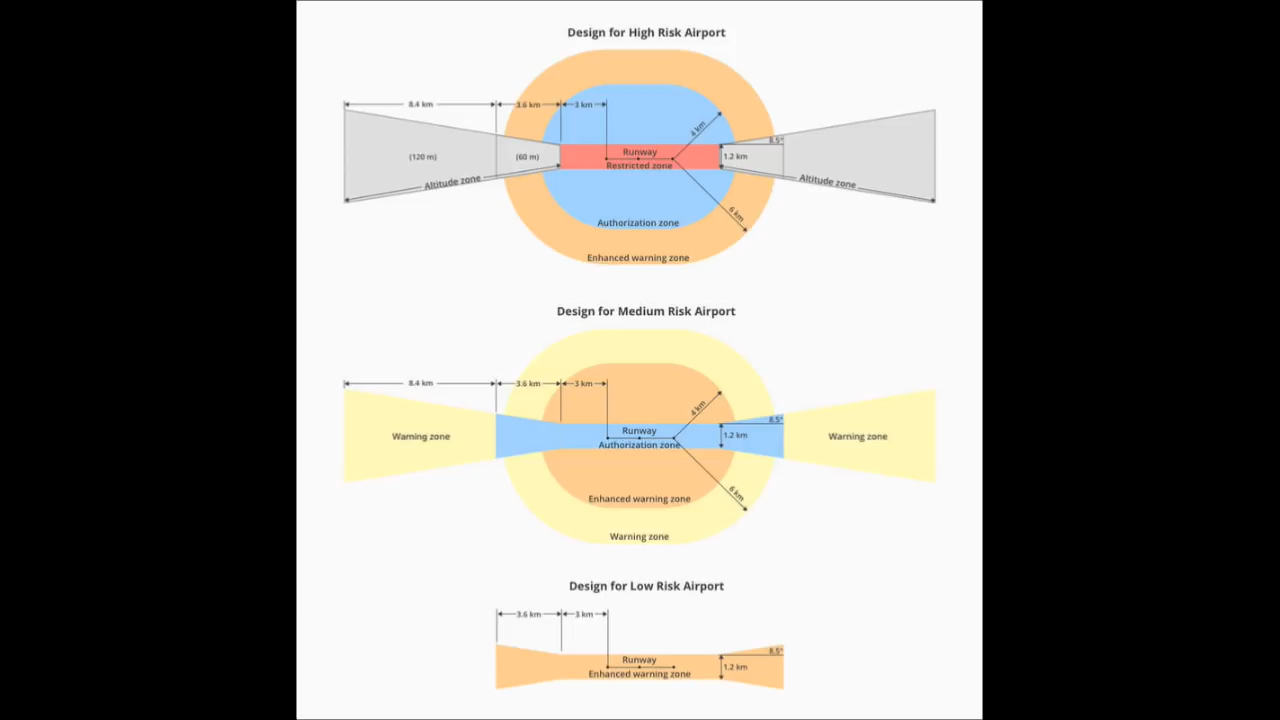 Design for High Risk Airport
8.4 km
3.6 km
3 km
4 km
8.5°
Runway
1.2 km
(120 m)
(60 m)
Restricted zone
Altitude zone
Altitude zone
6 km
Authorization zone
Enhanced warning zone
Design for Medium Risk Airport
8.4 km
3.6 km
3 km
4 km
8.5°
Runway
1.2 km
Warning zone
Warning zone
Authorization zone
6 km
Enhanced warning zone
Warning zone
Design for Low Risk Airport
3.6 km
3 km
8.5°
Runway
1.2 km
Enhanced warning zone